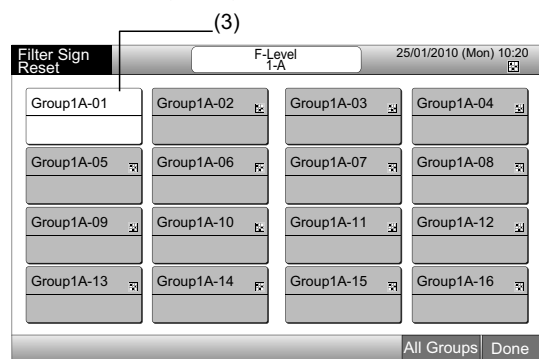 (3)
Filter Sign
Reset
F-Level
1-A
25/01/2010 (Mon) 10:20
Group1A-01 Group1A-02 Group1A-03 Group1A-04
Group1A-05 Group1A-06 Group1A-07 Group1A-08
Group1A-09 Group1A-10 Group1A-11 Group1A-12
Group1A-13 Group1A-14 Group1A-15 Group1A-16
All Groups Done